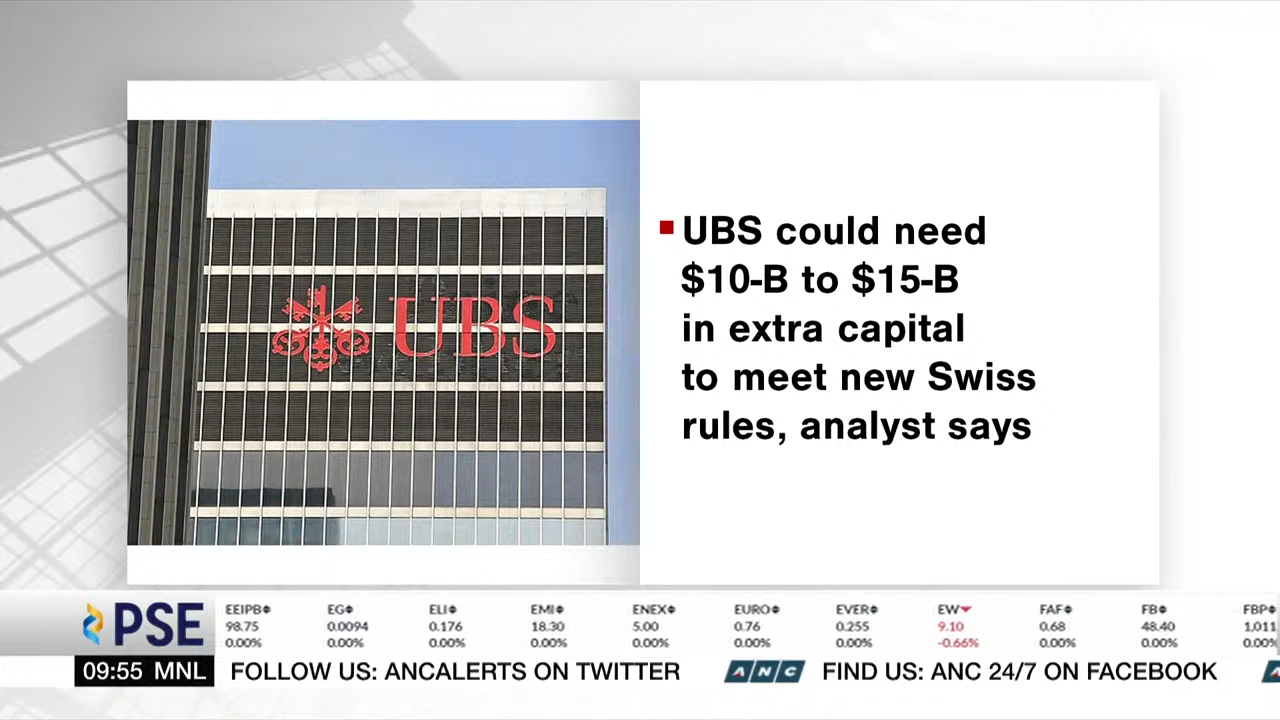 UBS
UBS could need
$10-B to $15-B
in extra capital
to meet new Swiss
rules, analyst says
PSE
EEIPB EG ELI EMI ENEX EURO EVER EW FAF FB FBP
98.75 0.0094 0.176 18.30 5.00 0.76 0.255 9.10 0.68 48.40 1,011
0.00% 0.00% 0.00% 0.00% 0.00% 0.00% 0.00% -0.66% 0.00% 0.00% 0.00%
09:55 MNL FOLLOW US: ANCALERTS ON TWITTER ANC FIND US: ANC 24/7 ON FACEBOOK